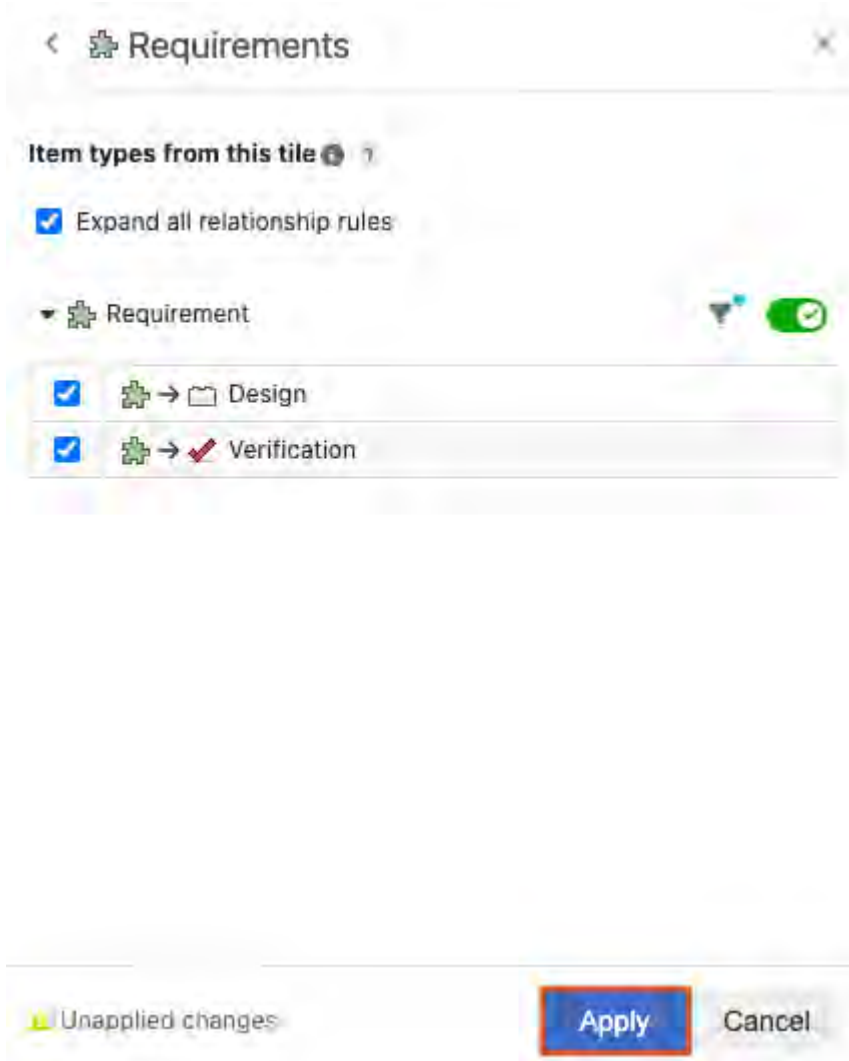 Requirements
Item types from this tile ?
Expand all relationship rules
Requirement
Design
Verification
Unapplied changes
Apply
Cancel